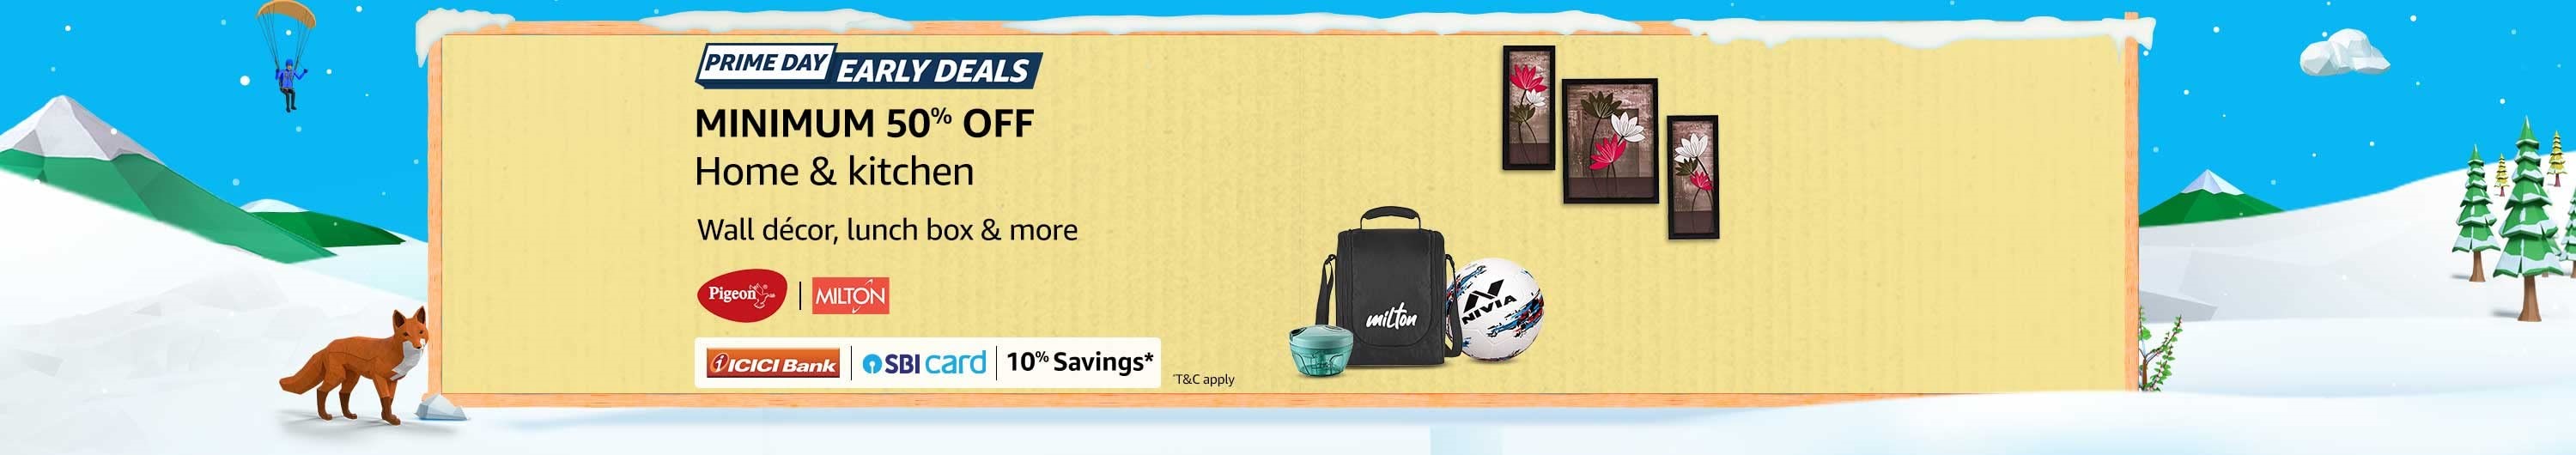 PRIME DAY EARLY DEALS
MINIMUM 50% OFF
Home & kitchen
Wall décor, lunch box & more
Pigeon | MILTON
ICICI Bank | SBI card | 10% Savings*
*T&C apply
milton
NIVIA